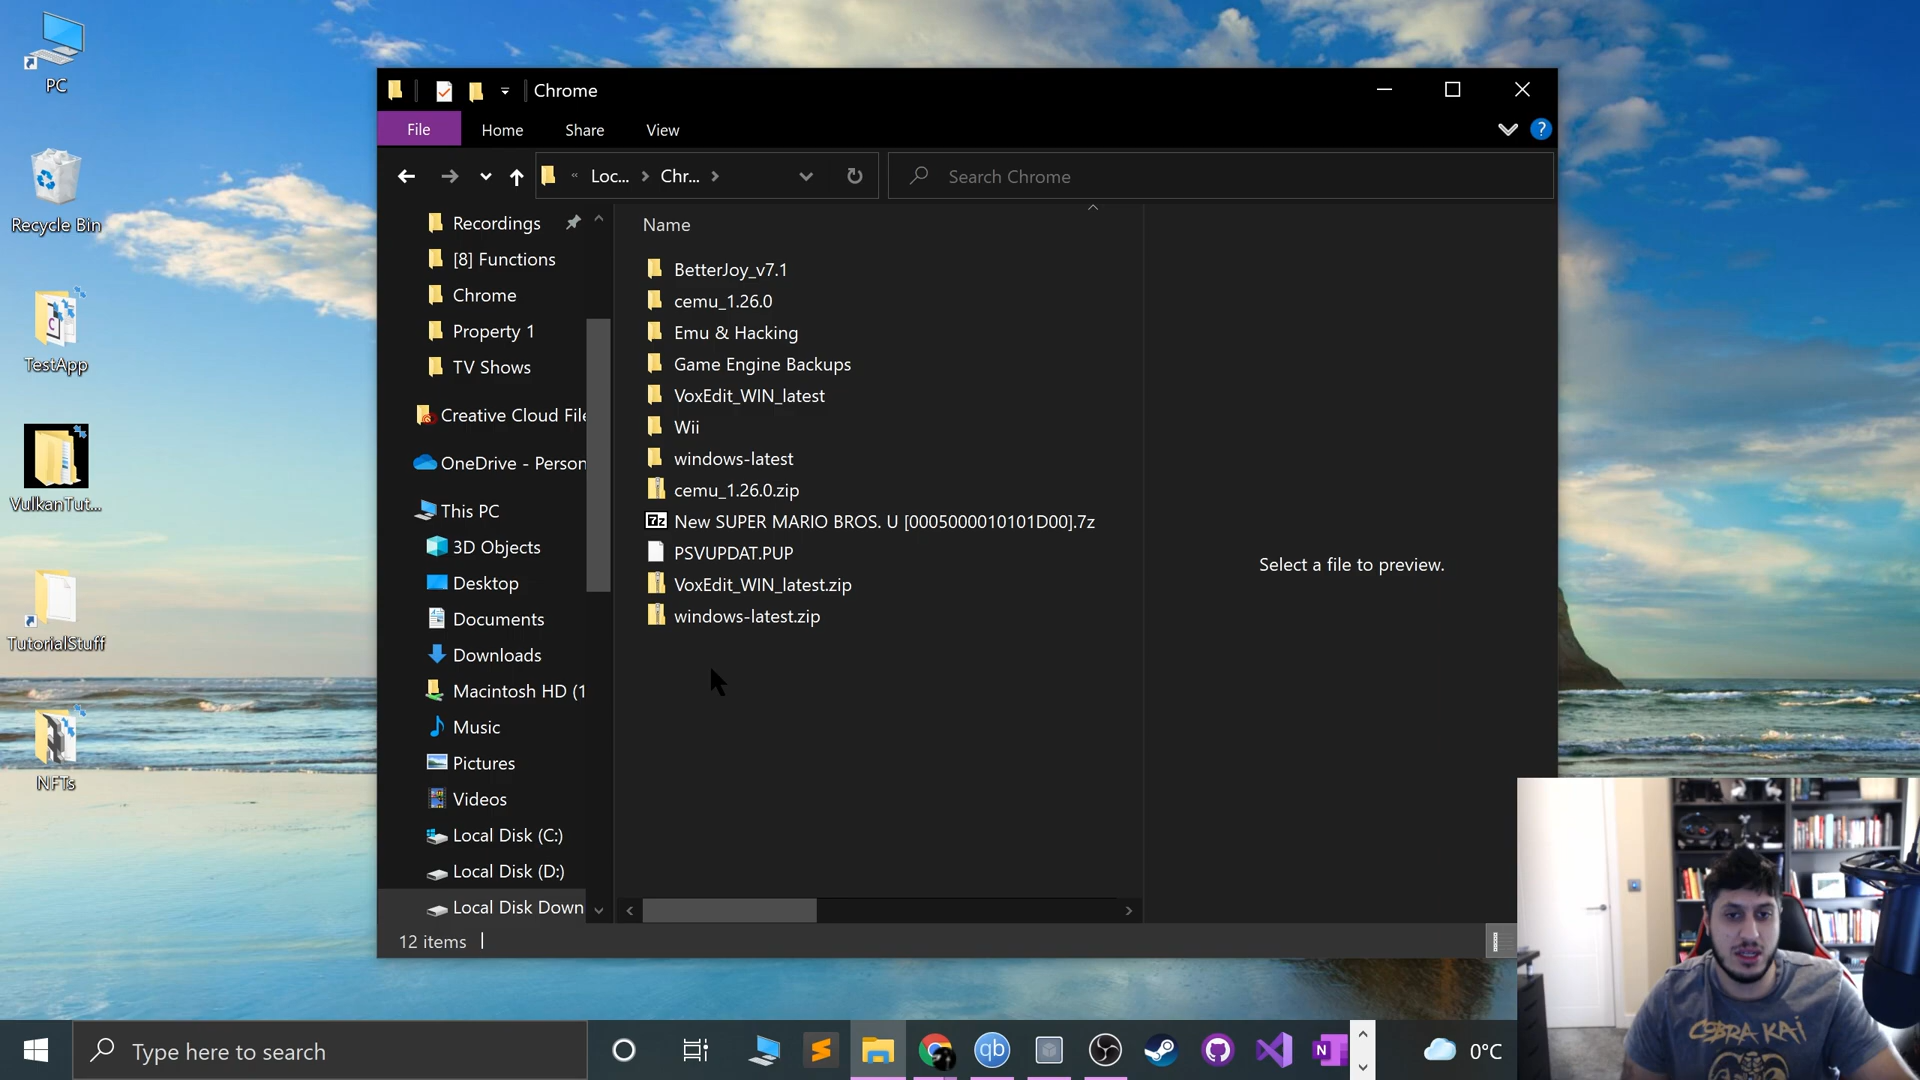 PC
Recycle Bin
TestApp
VulkanTut...
TutorialStuff
NFTs
Chrome
File
Home
Share
View
?
« Loc... > Chr... >
Search Chrome
Recordings
[8] Functions
Chrome
Property 1
TV Shows
Creative Cloud File
OneDrive - Person
This PC
3D Objects
Desktop
Documents
Downloads
Macintosh HD (1
Music
Pictures
Videos
Local Disk (C:)
Local Disk (D:)
Local Disk Down
Name
BetterJoy_v7.1
cemu_1.26.0
Emu & Hacking
Game Engine Backups
VoxEdit_WIN_latest
Wii
windows-latest
cemu_1.26.0.zip
7z New SUPER MARIO BROS. U [0005000010101D00].7z
PSVUPDAT.PUP
VoxEdit_WIN_latest.zip
windows-latest.zip
Select a file to preview.
12 items
COBRA KAI
Type here to search
qb
N
0°C